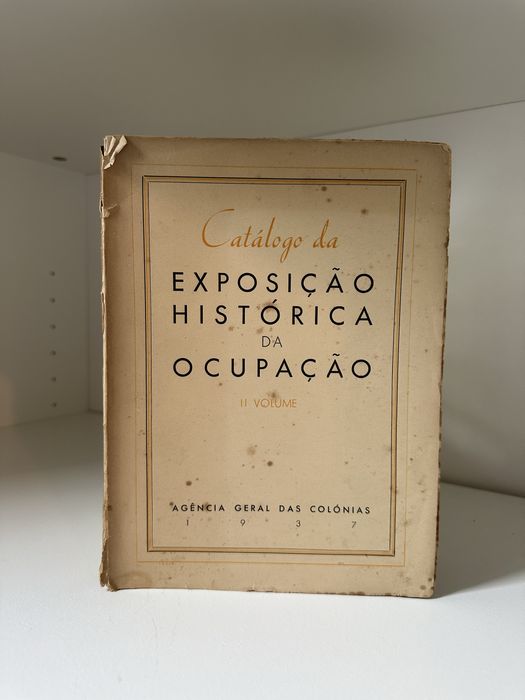 Catálogo da
EXPOSIÇÃO
HISTÓRICA
DA
OCUPAÇÃO
II VOLUME
AGÊNCIA GERAL DAS COLÓNIAS
1 9 3 7